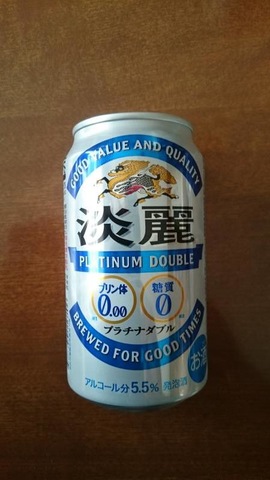 GOOD VALUE AND QUALITY
淡麗
PLATINUM DOUBLE
プリン体 糖質
0.00 0
プラチナダブル
BREWED FOR GOOD TIMES
お酒
アルコール分5.5% 発泡酒